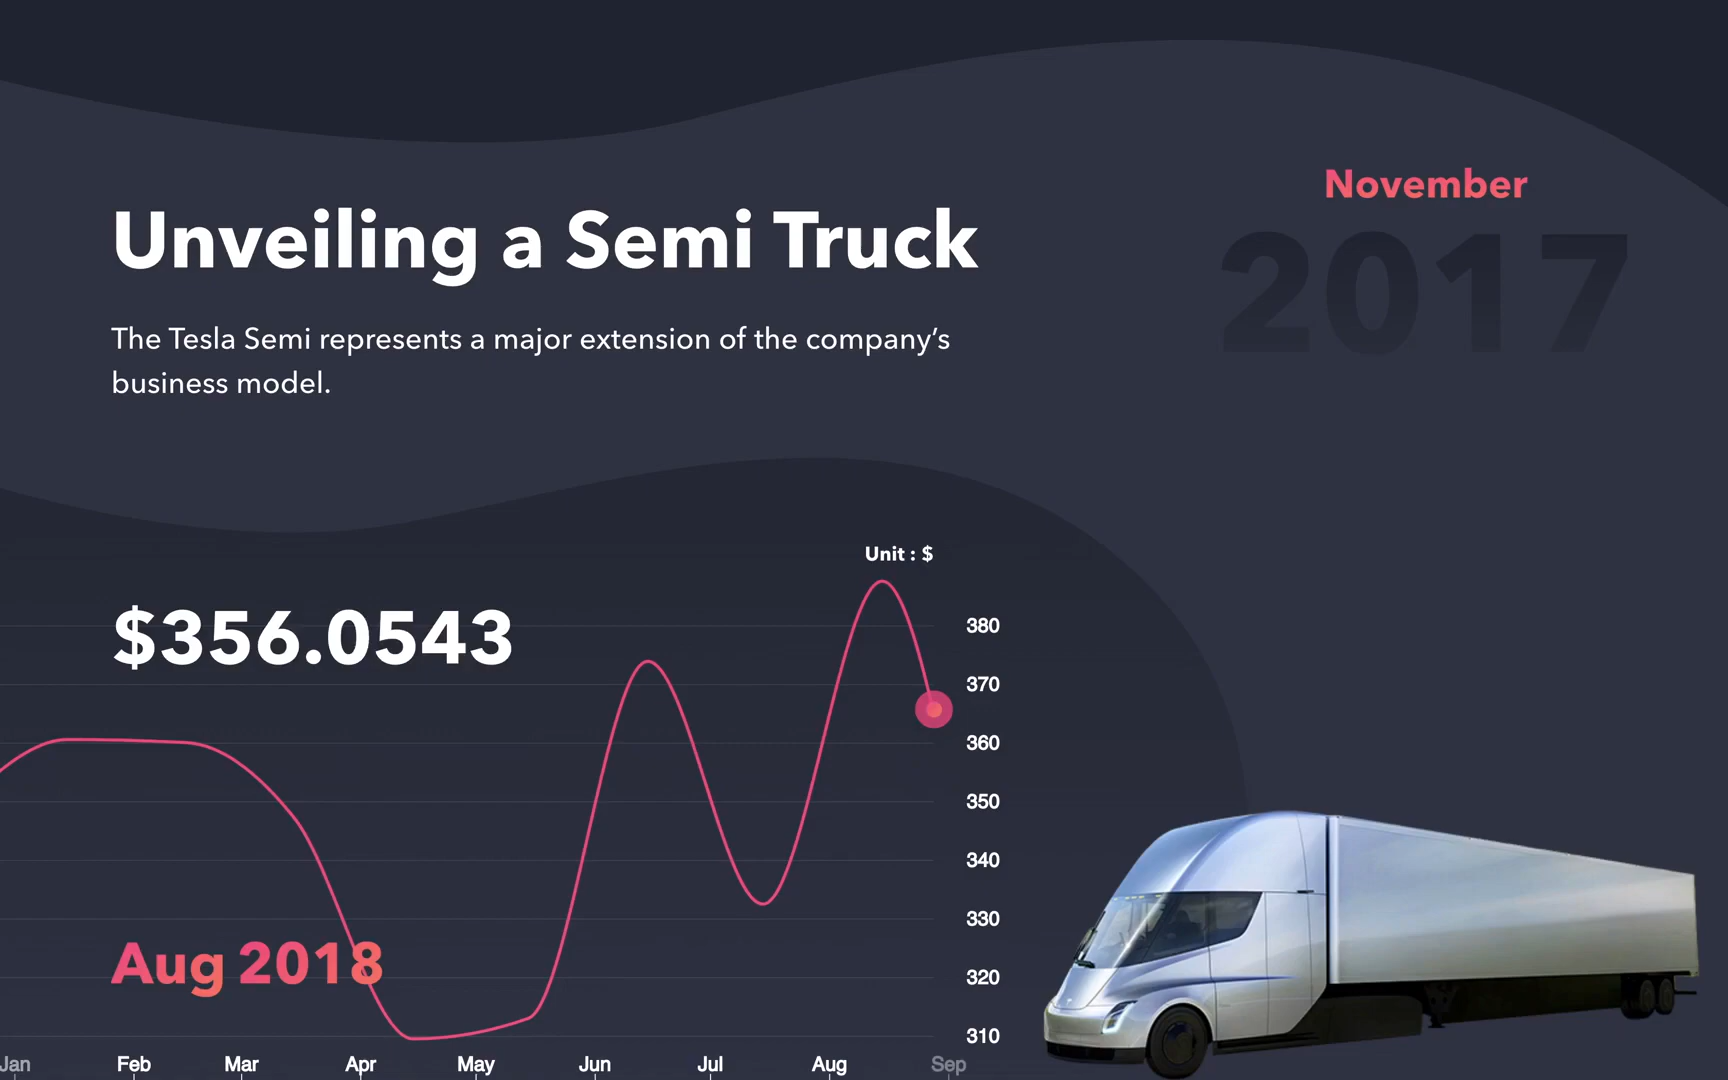 November
2017
Unveiling a Semi Truck
The Tesla Semi represents a major extension of the company’s
business model.
Unit : $
$356.0543
380
370
360
350
340
330
320
310
Aug 2018
Jan Feb Mar Apr May Jun Jul Aug Sep